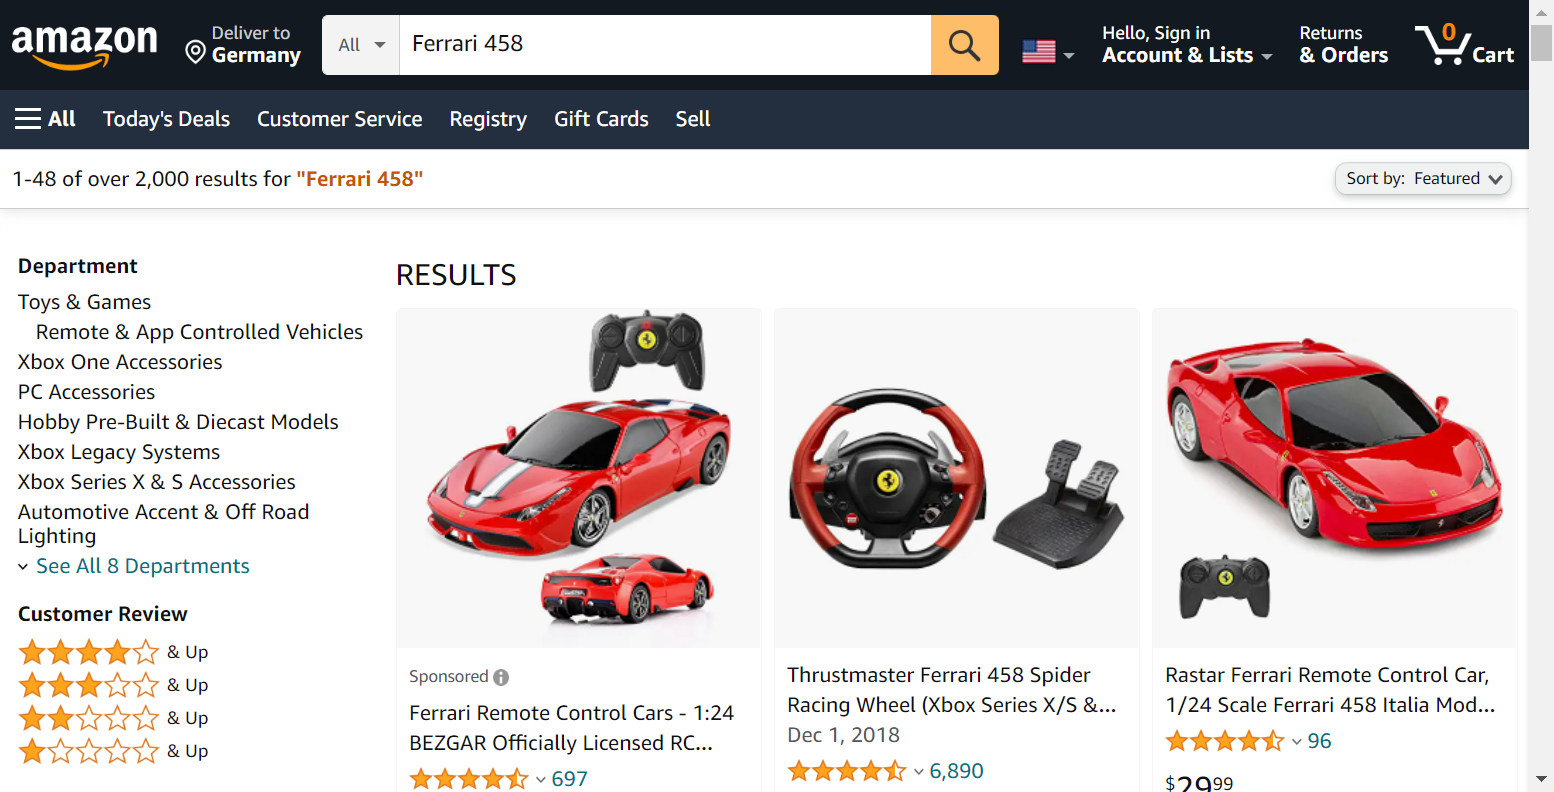 amazon
Deliver to
Germany
All
Ferrari 458
Hello, Sign in
Account & Lists
Returns
& Orders
0
Cart
All
Today's Deals
Customer Service
Registry
Gift Cards
Sell
1-48 of over 2,000 results for "Ferrari 458"
Sort by: Featured
Department
Toys & Games
Remote & App Controlled Vehicles
Xbox One Accessories
PC Accessories
Hobby Pre-Built & Diecast Models
Xbox Legacy Systems
Xbox Series X & S Accessories
Automotive Accent & Off Road
Lighting
See All 8 Departments
Customer Review
& Up
& Up
& Up
& Up
RESULTS
Sponsored
Ferrari Remote Control Cars - 1:24
BEZGAR Officially Licensed RC...
697
Thrustmaster Ferrari 458 Spider
Racing Wheel (Xbox Series X/S &...
Dec 1, 2018
6,890
Rastar Ferrari Remote Control Car,
1/24 Scale Ferrari 458 Italia Mod...
96
$29.99